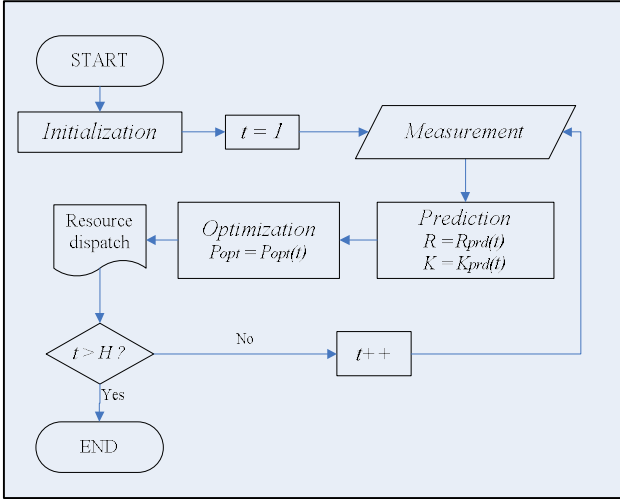 START
Initialization
t = 1
Measurement
Prediction
R = Rprd(t)
K = Kprd(t)
Optimization
Popt = Popt(t)
Resource
dispatch
t > H ?
No
t++
Yes
END